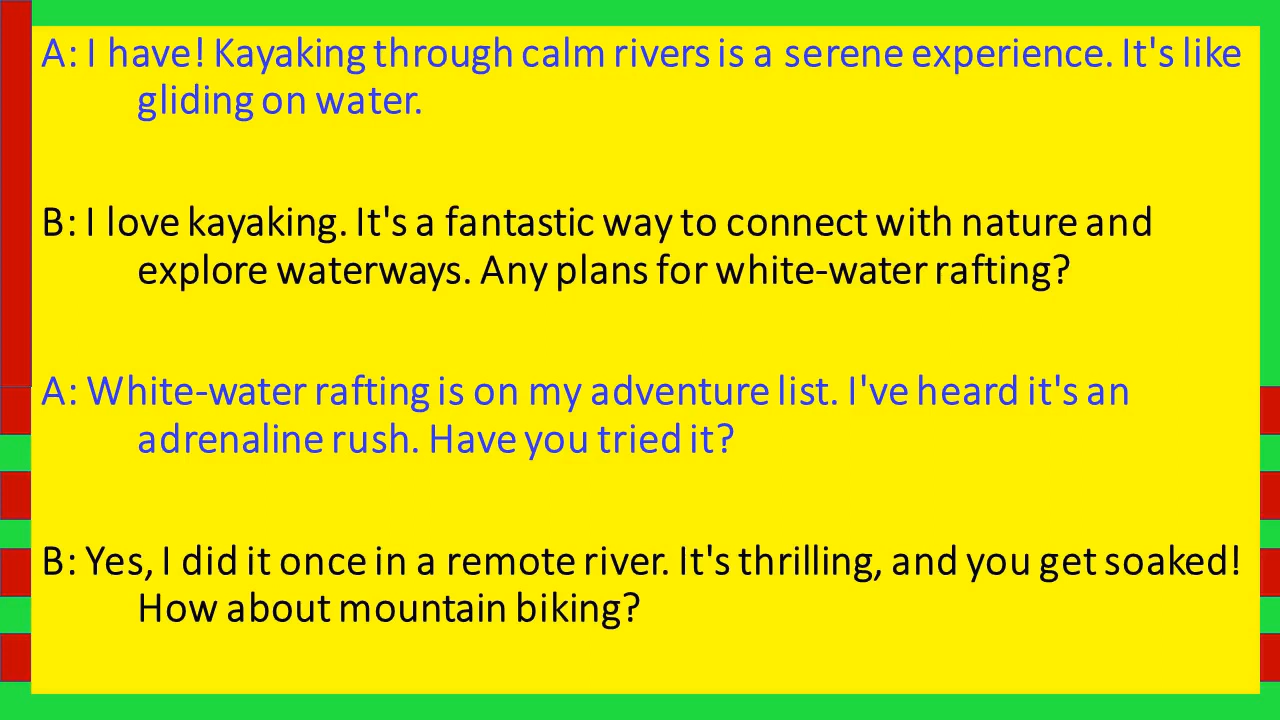 A: I have! Kayaking through calm rivers is a serene experience. It's like
gliding on water.
B: I love kayaking. It's a fantastic way to connect with nature and
explore waterways. Any plans for white-water rafting?
A: White-water rafting is on my adventure list. I've heard it's an
adrenaline rush. Have you tried it?
B: Yes, I did it once in a remote river. It's thrilling, and you get soaked!
How about mountain biking?